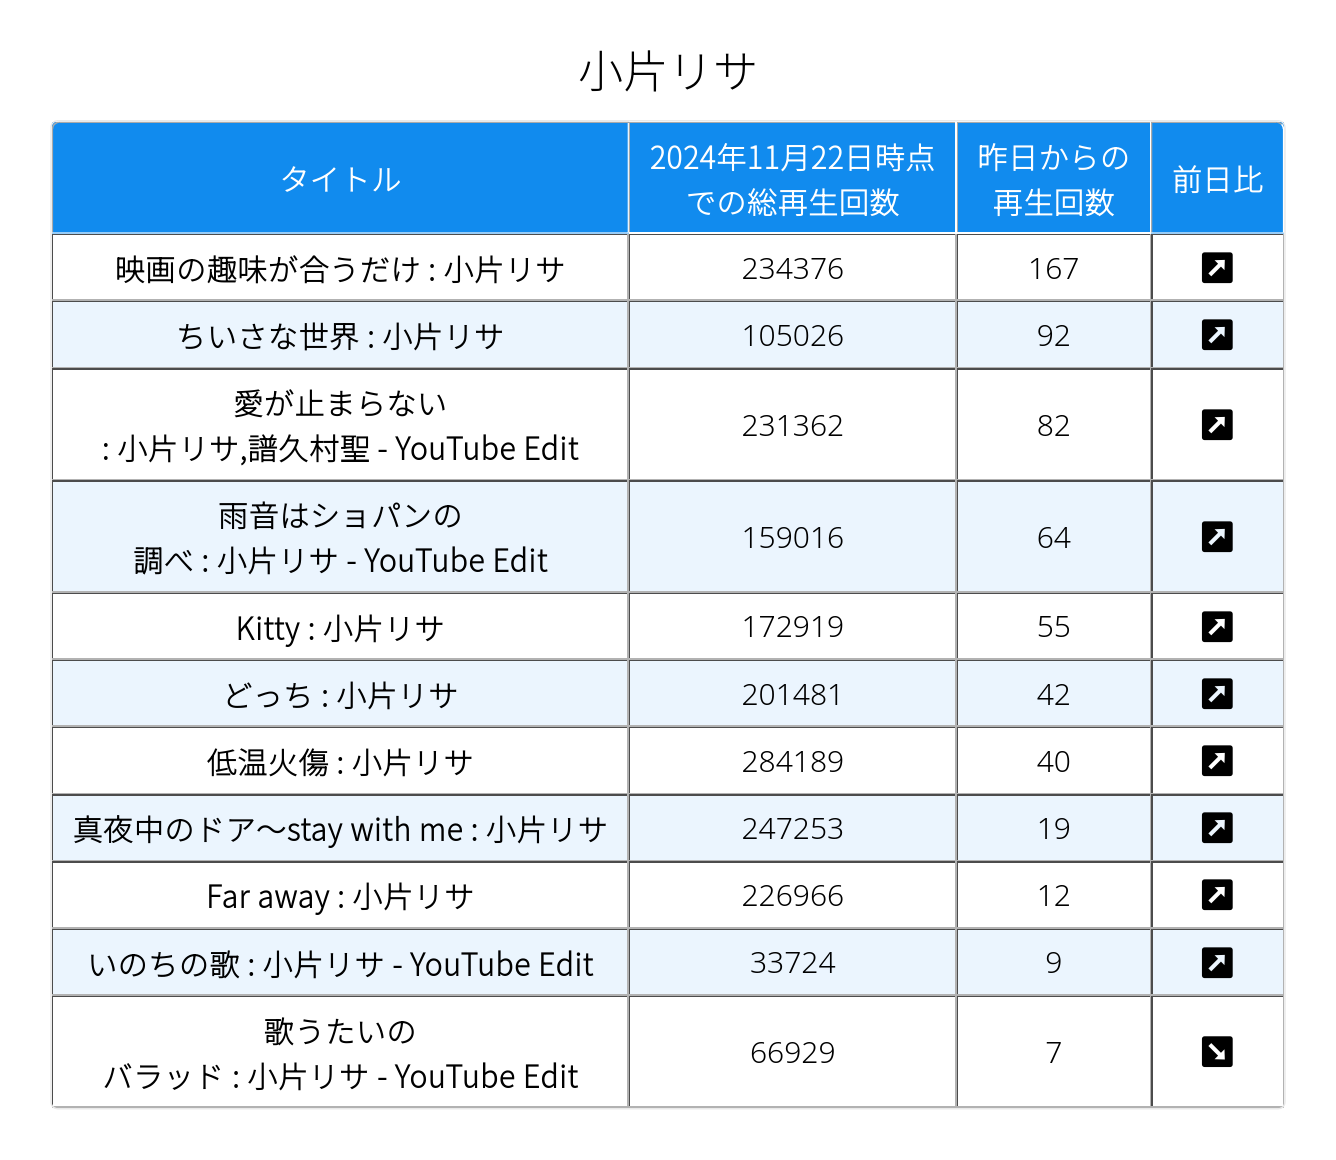 小片リサ
タイトル
2024年11月22日時点
での総再生回数
昨日からの
再生回数
前日比
映画の趣味が合うだけ : 小片リサ
234376
167
ちいさな世界 : 小片リサ
105026
92
愛が止まらない
: 小片リサ,譜久村聖 - YouTube Edit
231362
82
雨音はショパンの
調べ : 小片リサ - YouTube Edit
159016
64
Kitty : 小片リサ
172919
55
どっち : 小片リサ
201481
42
低温火傷 : 小片リサ
284189
40
真夜中のドア〜stay with me : 小片リサ
247253
19
Far away : 小片リサ
226966
12
いのちの歌 : 小片リサ - YouTube Edit
33724
9
歌うたいの
バラッド : 小片リサ - YouTube Edit
66929
7